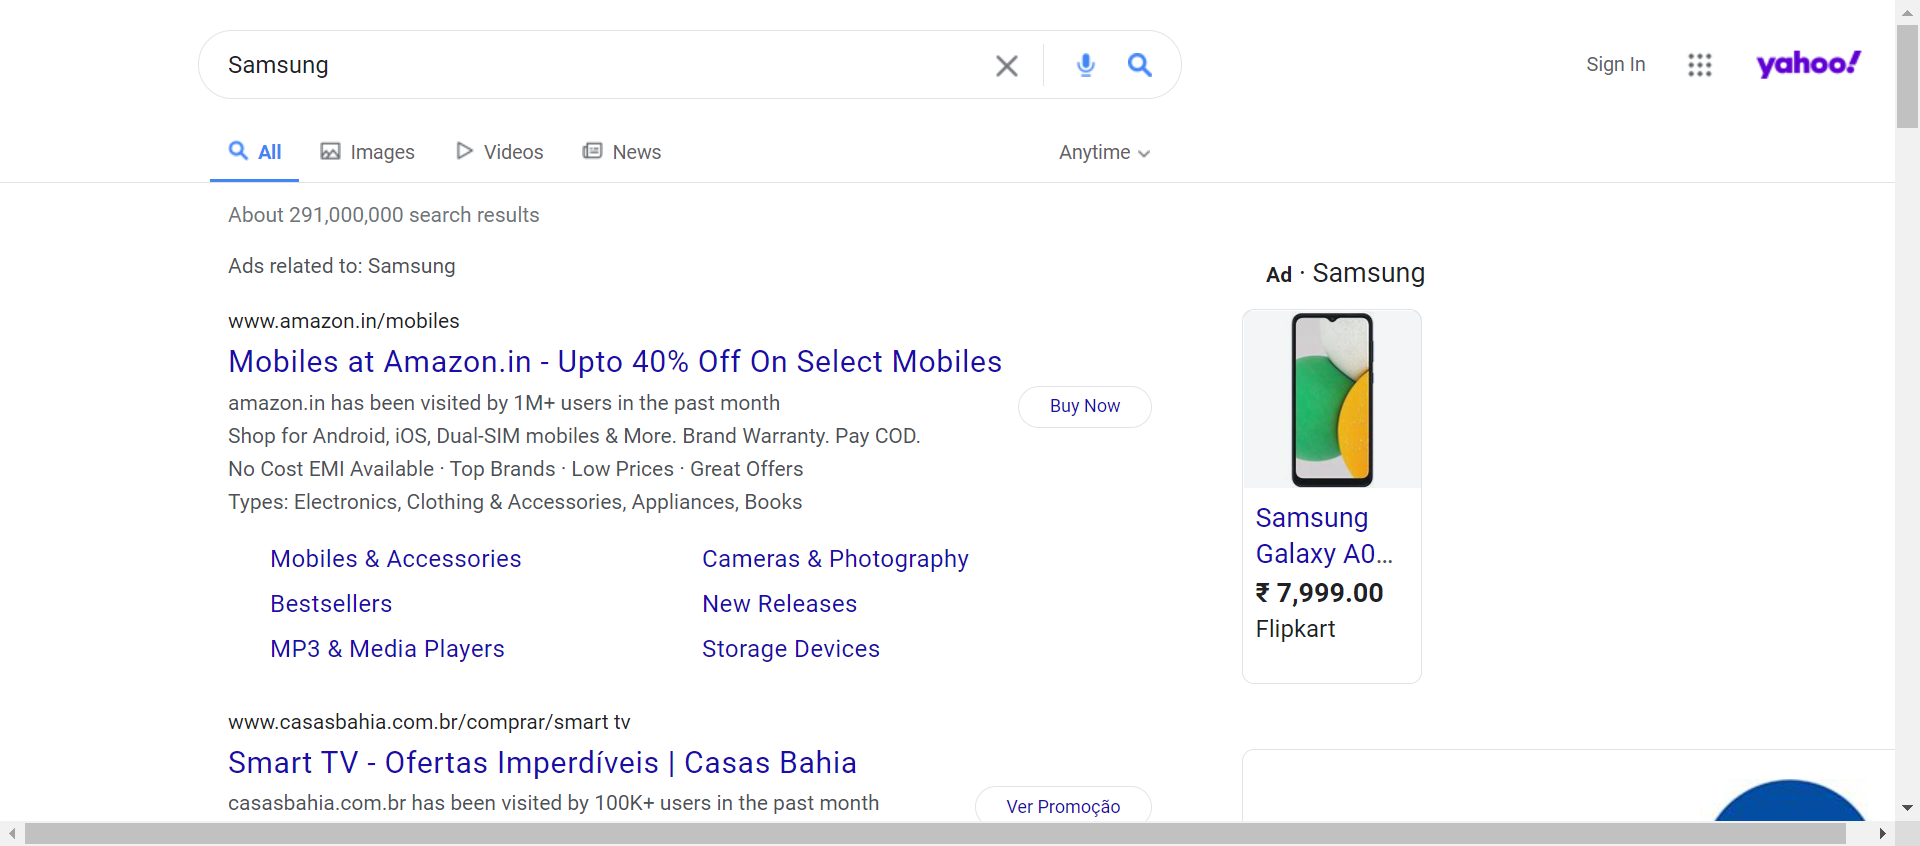 Samsung
Sign In
yahoo!
All
Images
Videos
News
Anytime
About 291,000,000 search results
Ads related to: Samsung
www.amazon.in/mobiles
Mobiles at Amazon.in - Upto 40% Off On Select Mobiles
amazon.in has been visited by 1M+ users in the past month
Buy Now
Shop for Android, iOS, Dual-SIM mobiles & More. Brand Warranty. Pay COD.
No Cost EMI Available · Top Brands · Low Prices · Great Offers
Types: Electronics, Clothing & Accessories, Appliances, Books
Mobiles & Accessories
Cameras & Photography
Bestsellers
New Releases
MP3 & Media Players
Storage Devices
www.casasbahia.com.br/comprar/smart tv
Smart TV - Ofertas Imperdíveis | Casas Bahia
casasbahia.com.br has been visited by 100K+ users in the past month
Ver Promoção
Ad · Samsung
Samsung
Galaxy A0...
₹ 7,999.00
Flipkart